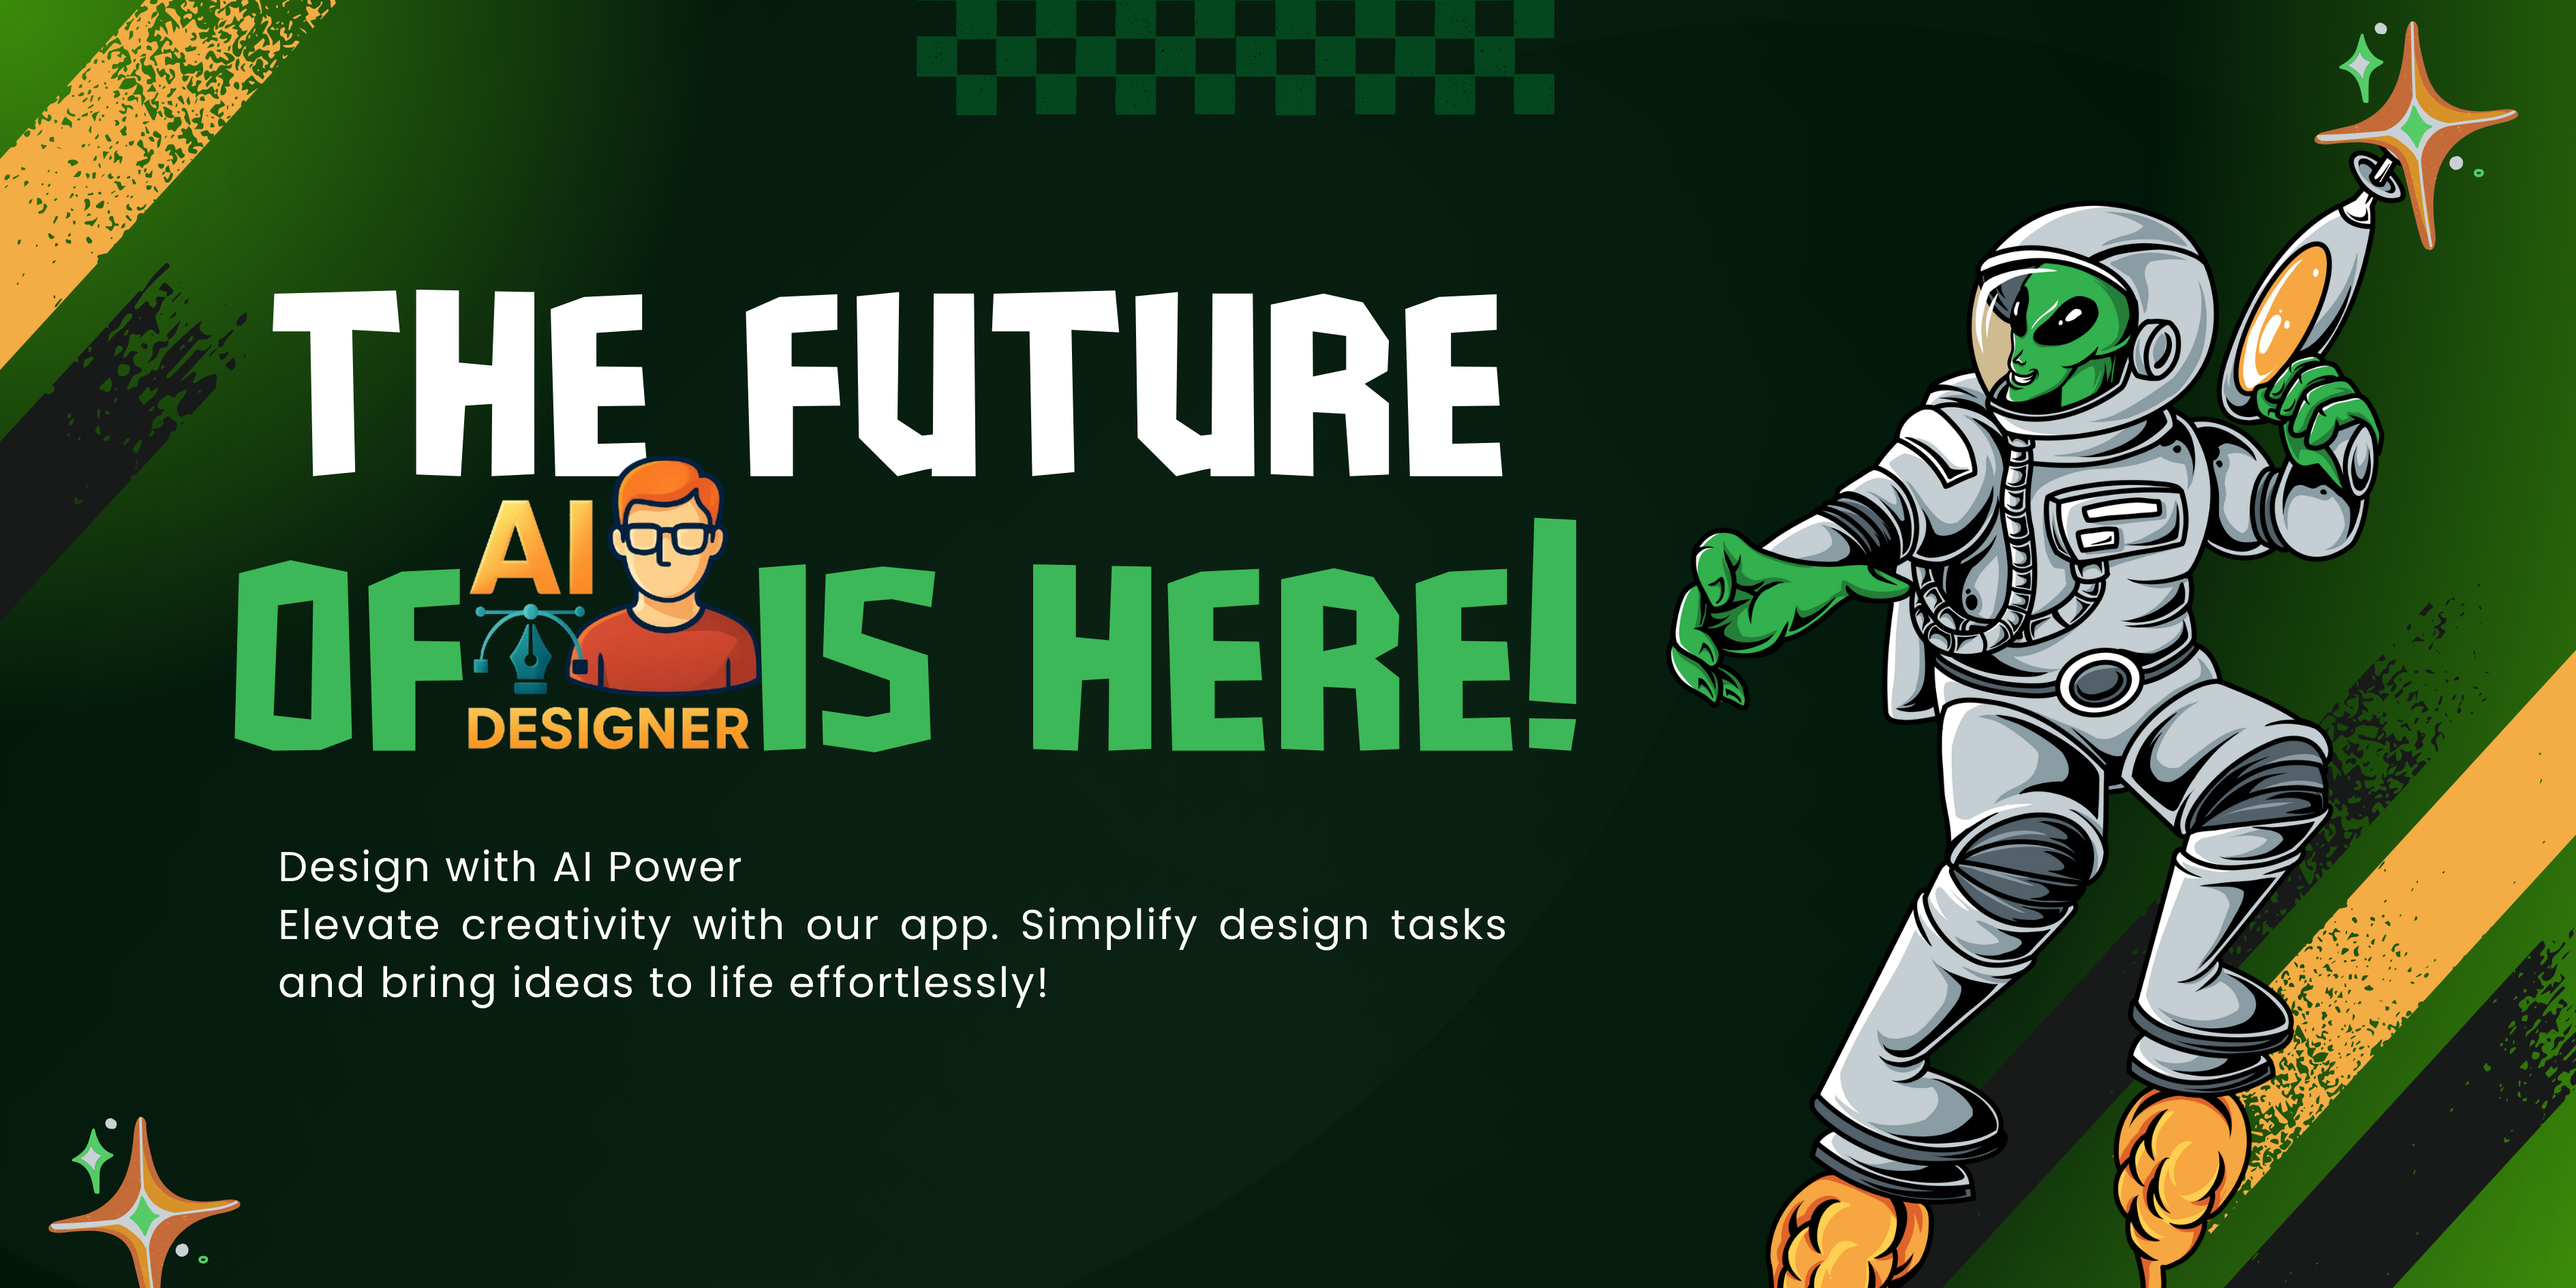 THE FUTURE
OF AI DESIGNER IS HERE!
Design with AI Power
Elevate creativity with our app. Simplify design tasks
and bring ideas to life effortlessly!